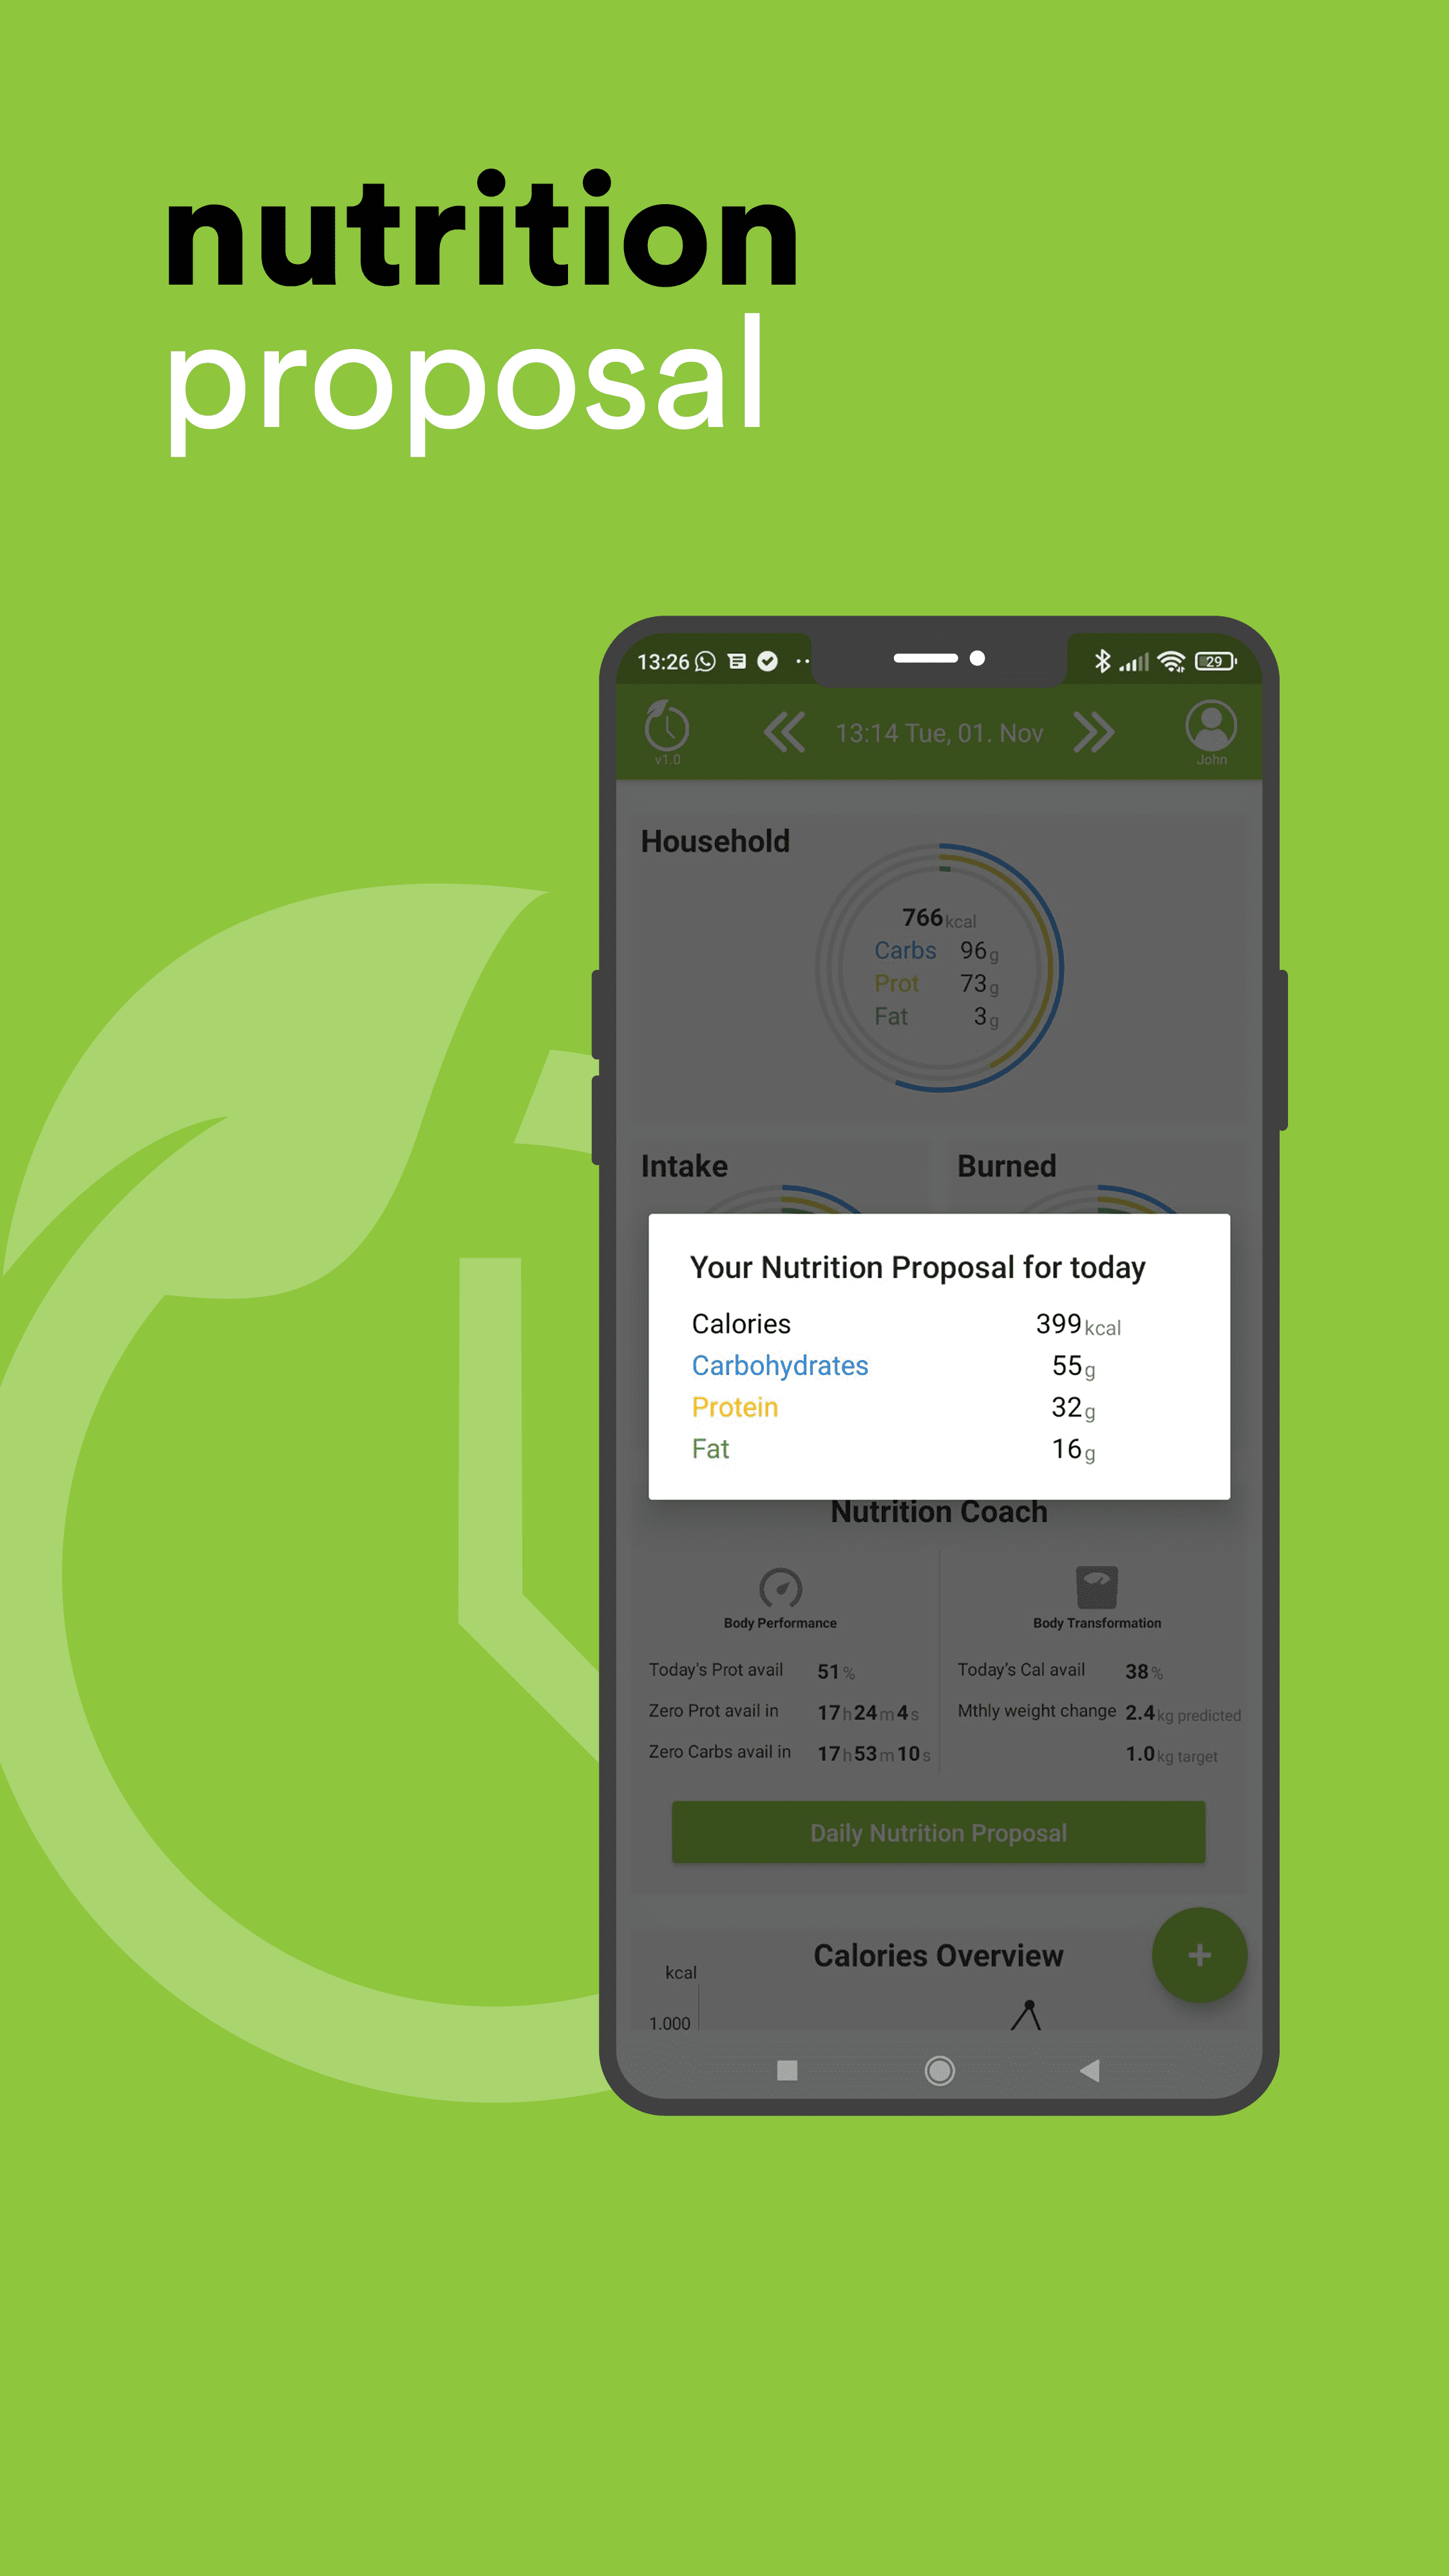 nutrition
proposal
13:26 29
v1.0 13:14 Tue, 01. Nov John
Household
766 kcal
Carbs 96 g
Prot 73 g
Fat 3 g
Intake Burned
Your Nutrition Proposal for today
Calories 399 kcal
Carbohydrates 55 g
Protein 32 g
Fat 16 g
Nutrition Coach
Body Performance Body Transformation
Today's Prot avail 51 % Today's Cal avail 38 %
Zero Prot avail in 17 h 24 m 4 s Mthly weight change 2.4 kg predicted
Zero Carbs avail in 17 h 53 m 10 s 1.0 kg target
Daily Nutrition Proposal
Calories Overview +
kcal
1.000